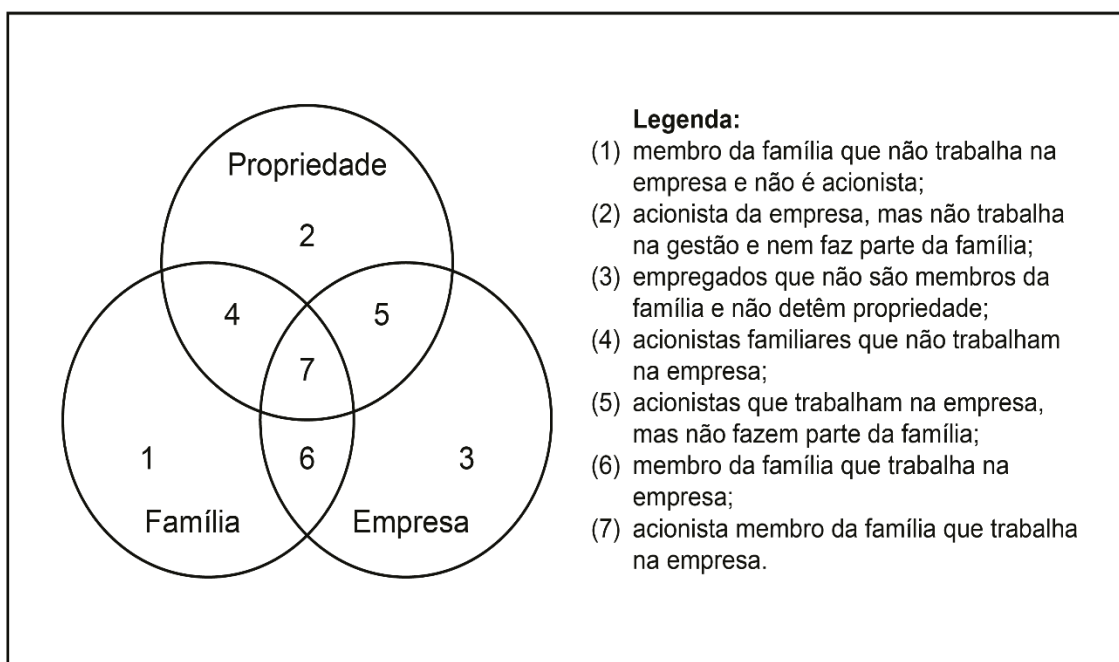 Propriedade
2
4
5
7
1
6
3
Família
Empresa
Legenda:
(1) membro da família que não trabalha na
empresa e não é acionista;
(2) acionista da empresa, mas não trabalha
na gestão e nem faz parte da família;
(3) empregados que não são membros da
família e não detêm propriedade;
(4) acionistas familiares que não trabalham
na empresa;
(5) acionistas que trabalham na empresa,
mas não fazem parte da família;
(6) membro da família que trabalha na
empresa;
(7) acionista membro da família que trabalha
na empresa.